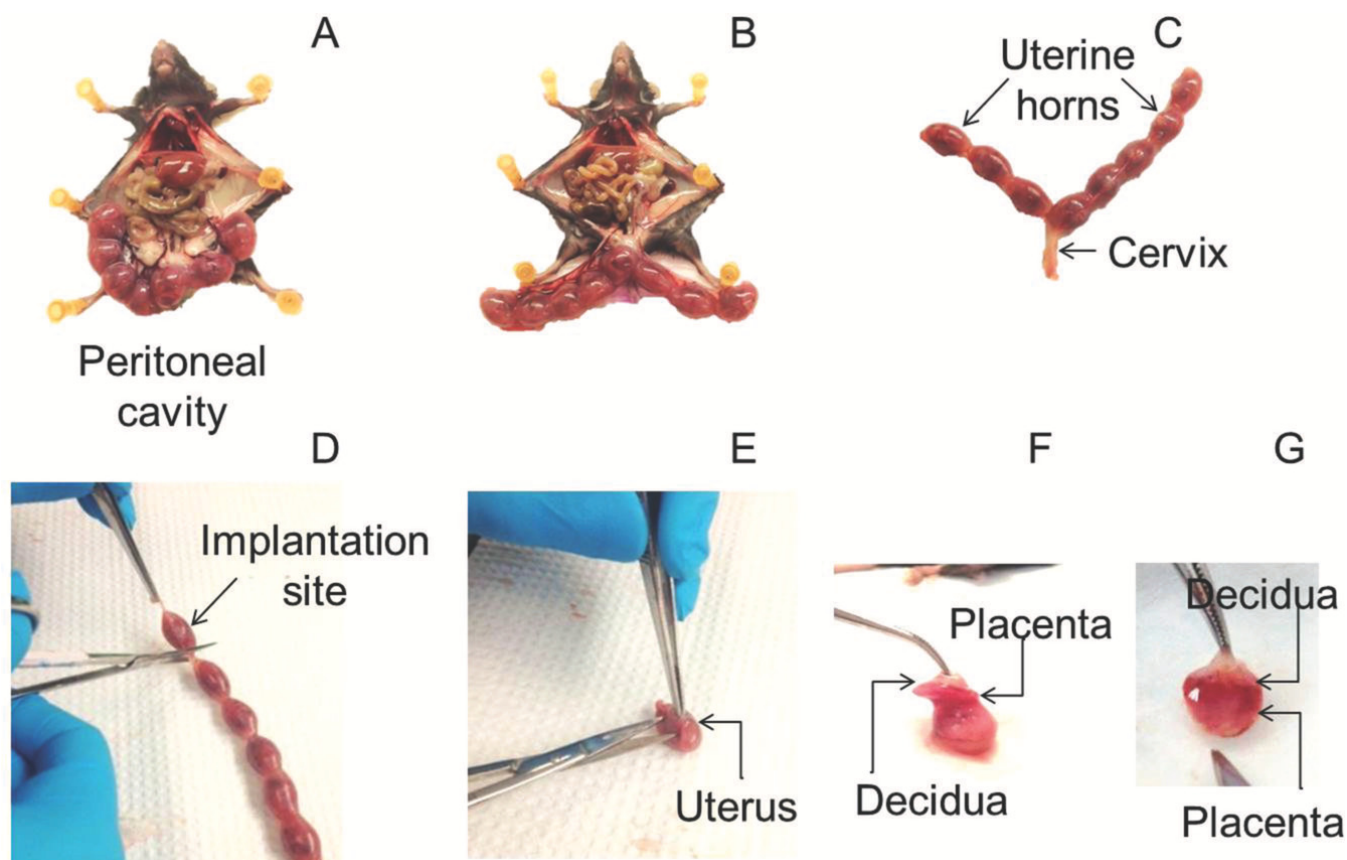 A
B
C
Uterine
horns
Cervix
Peritoneal
cavity
D
E
F
G
Implantation
site
Uterus
Placenta
Decidua
Decidua
Placenta